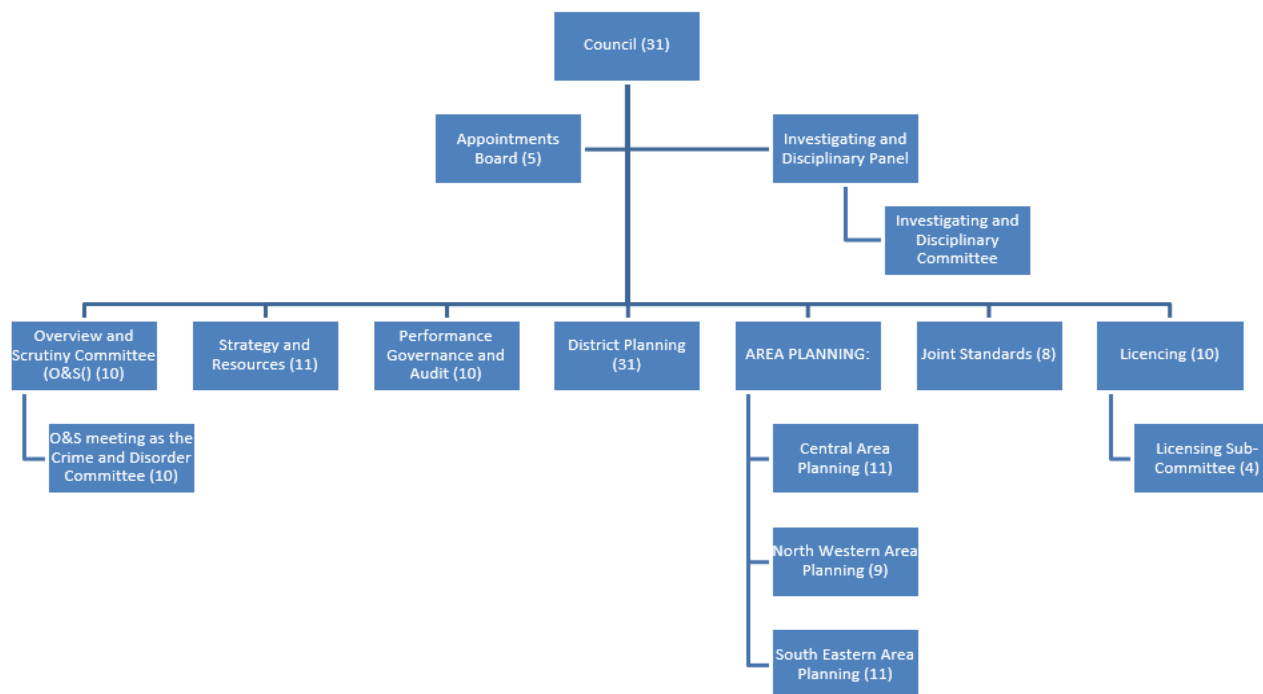 Council (31)
Appointments
Board (5)
Investigating and
Disciplinary Panel
Investigating and
Disciplinary
Committee
Overview and
Scrutiny Committee
(O&S() (10)
Strategy and
Resources (11)
Performance
Governance and
Audit (10)
District Planning
(31)
AREA PLANNING:
Joint Standards (8)
Licencing (10)
O&S meeting as the
Crime and Disorder
Committee (10)
Central Area
Planning (11)
Licensing Sub-
Committee (4)
North Western Area
Planning (9)
South Eastern Area
Planning (11)